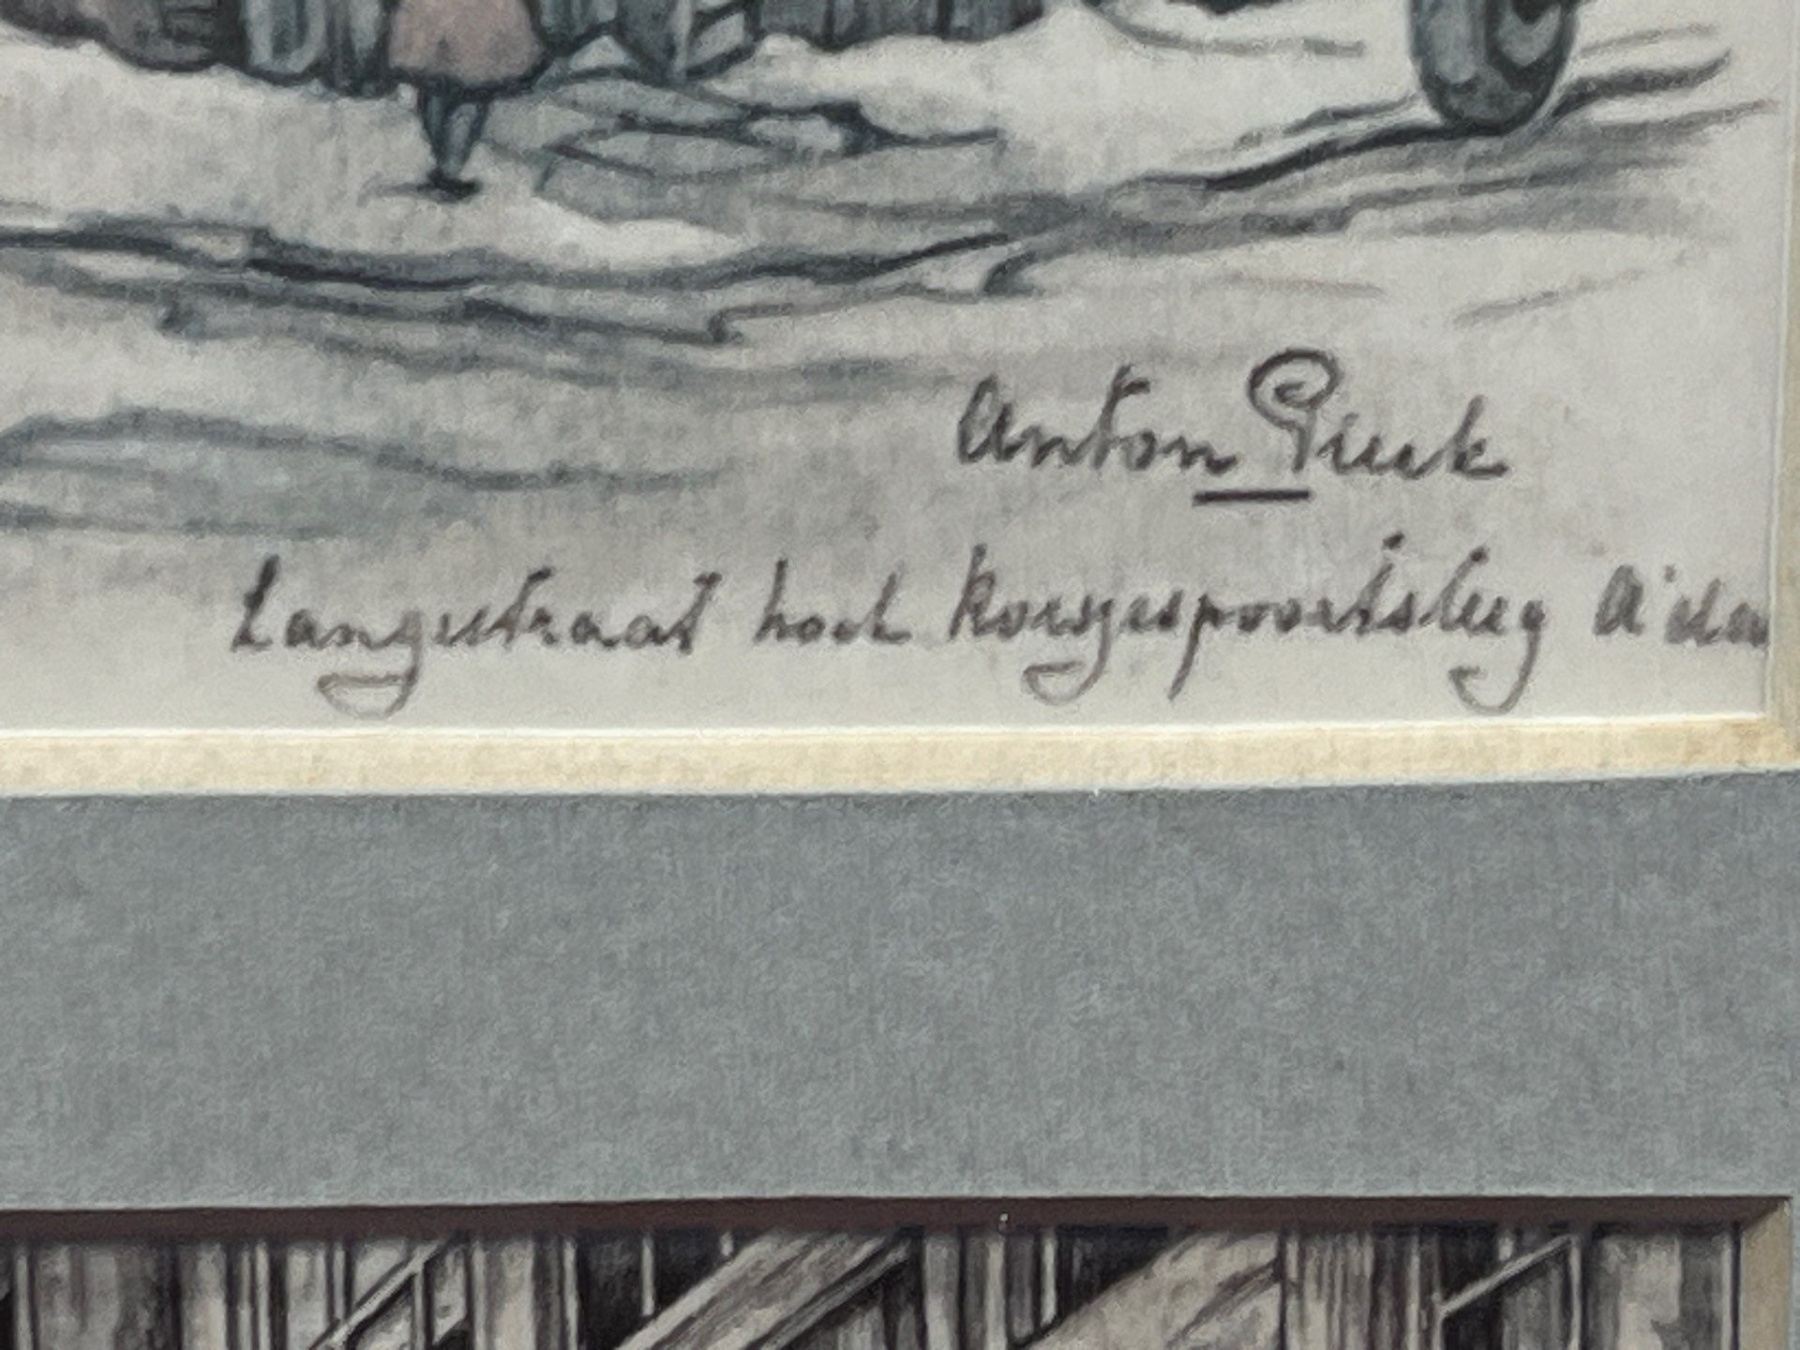 Anton Pieck
Langestraat hoek Korsjespoortsteeg A'dam